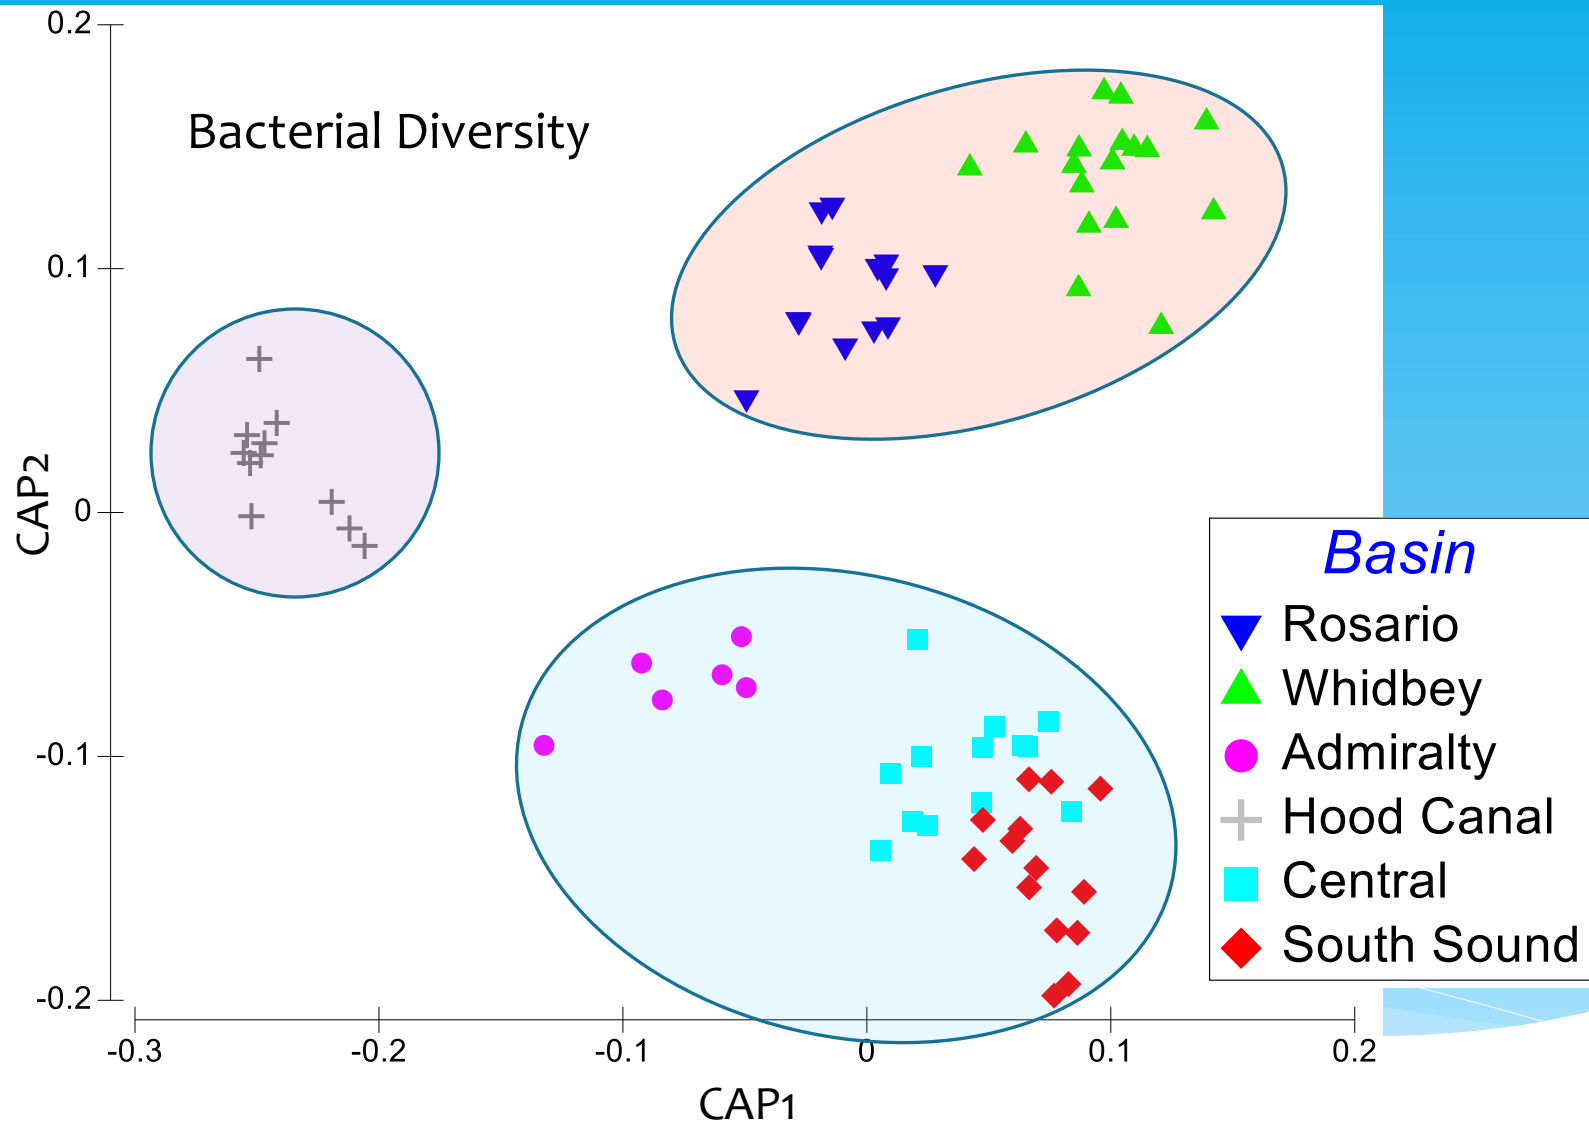 0.2
Bacterial Diversity
0.1
CAP2
0
-0.1
-0.2
-0.3
-0.2
-0.1
0
0.1
0.2
CAP1
Basin
Rosario
Whidbey
Admiralty
Hood Canal
Central
South Sound